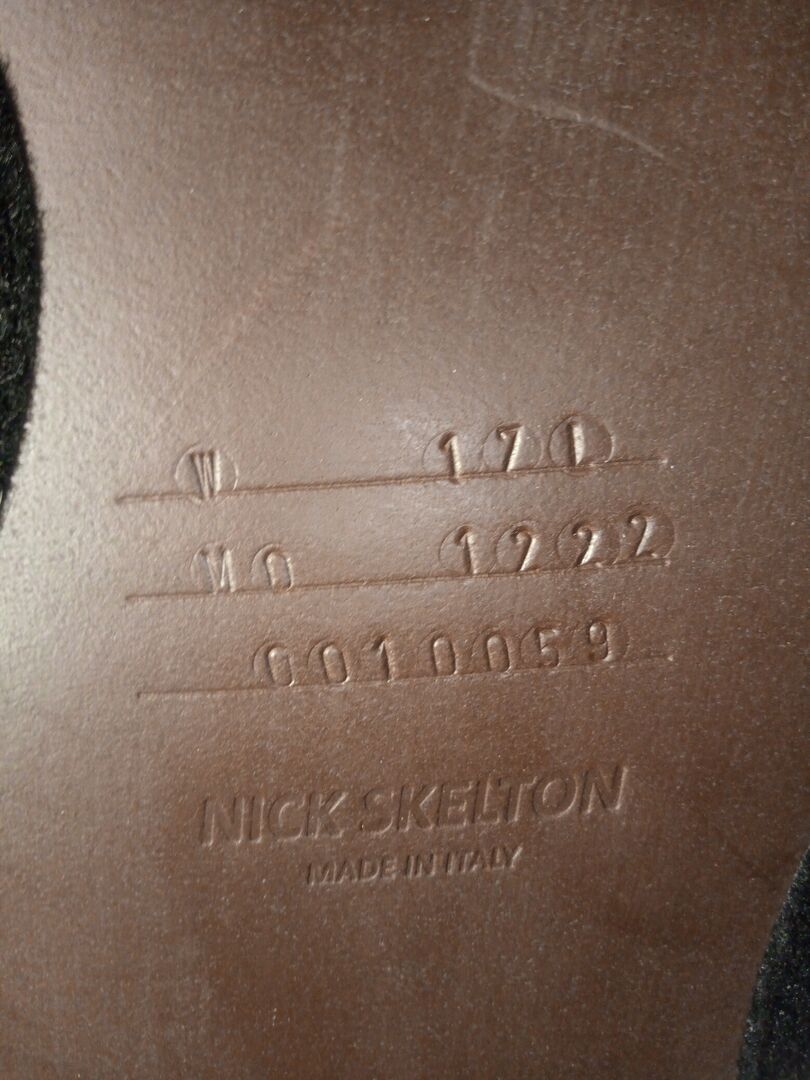 W 171
MO 1222
0010059
NICK SKELTON
MADE IN ITALY